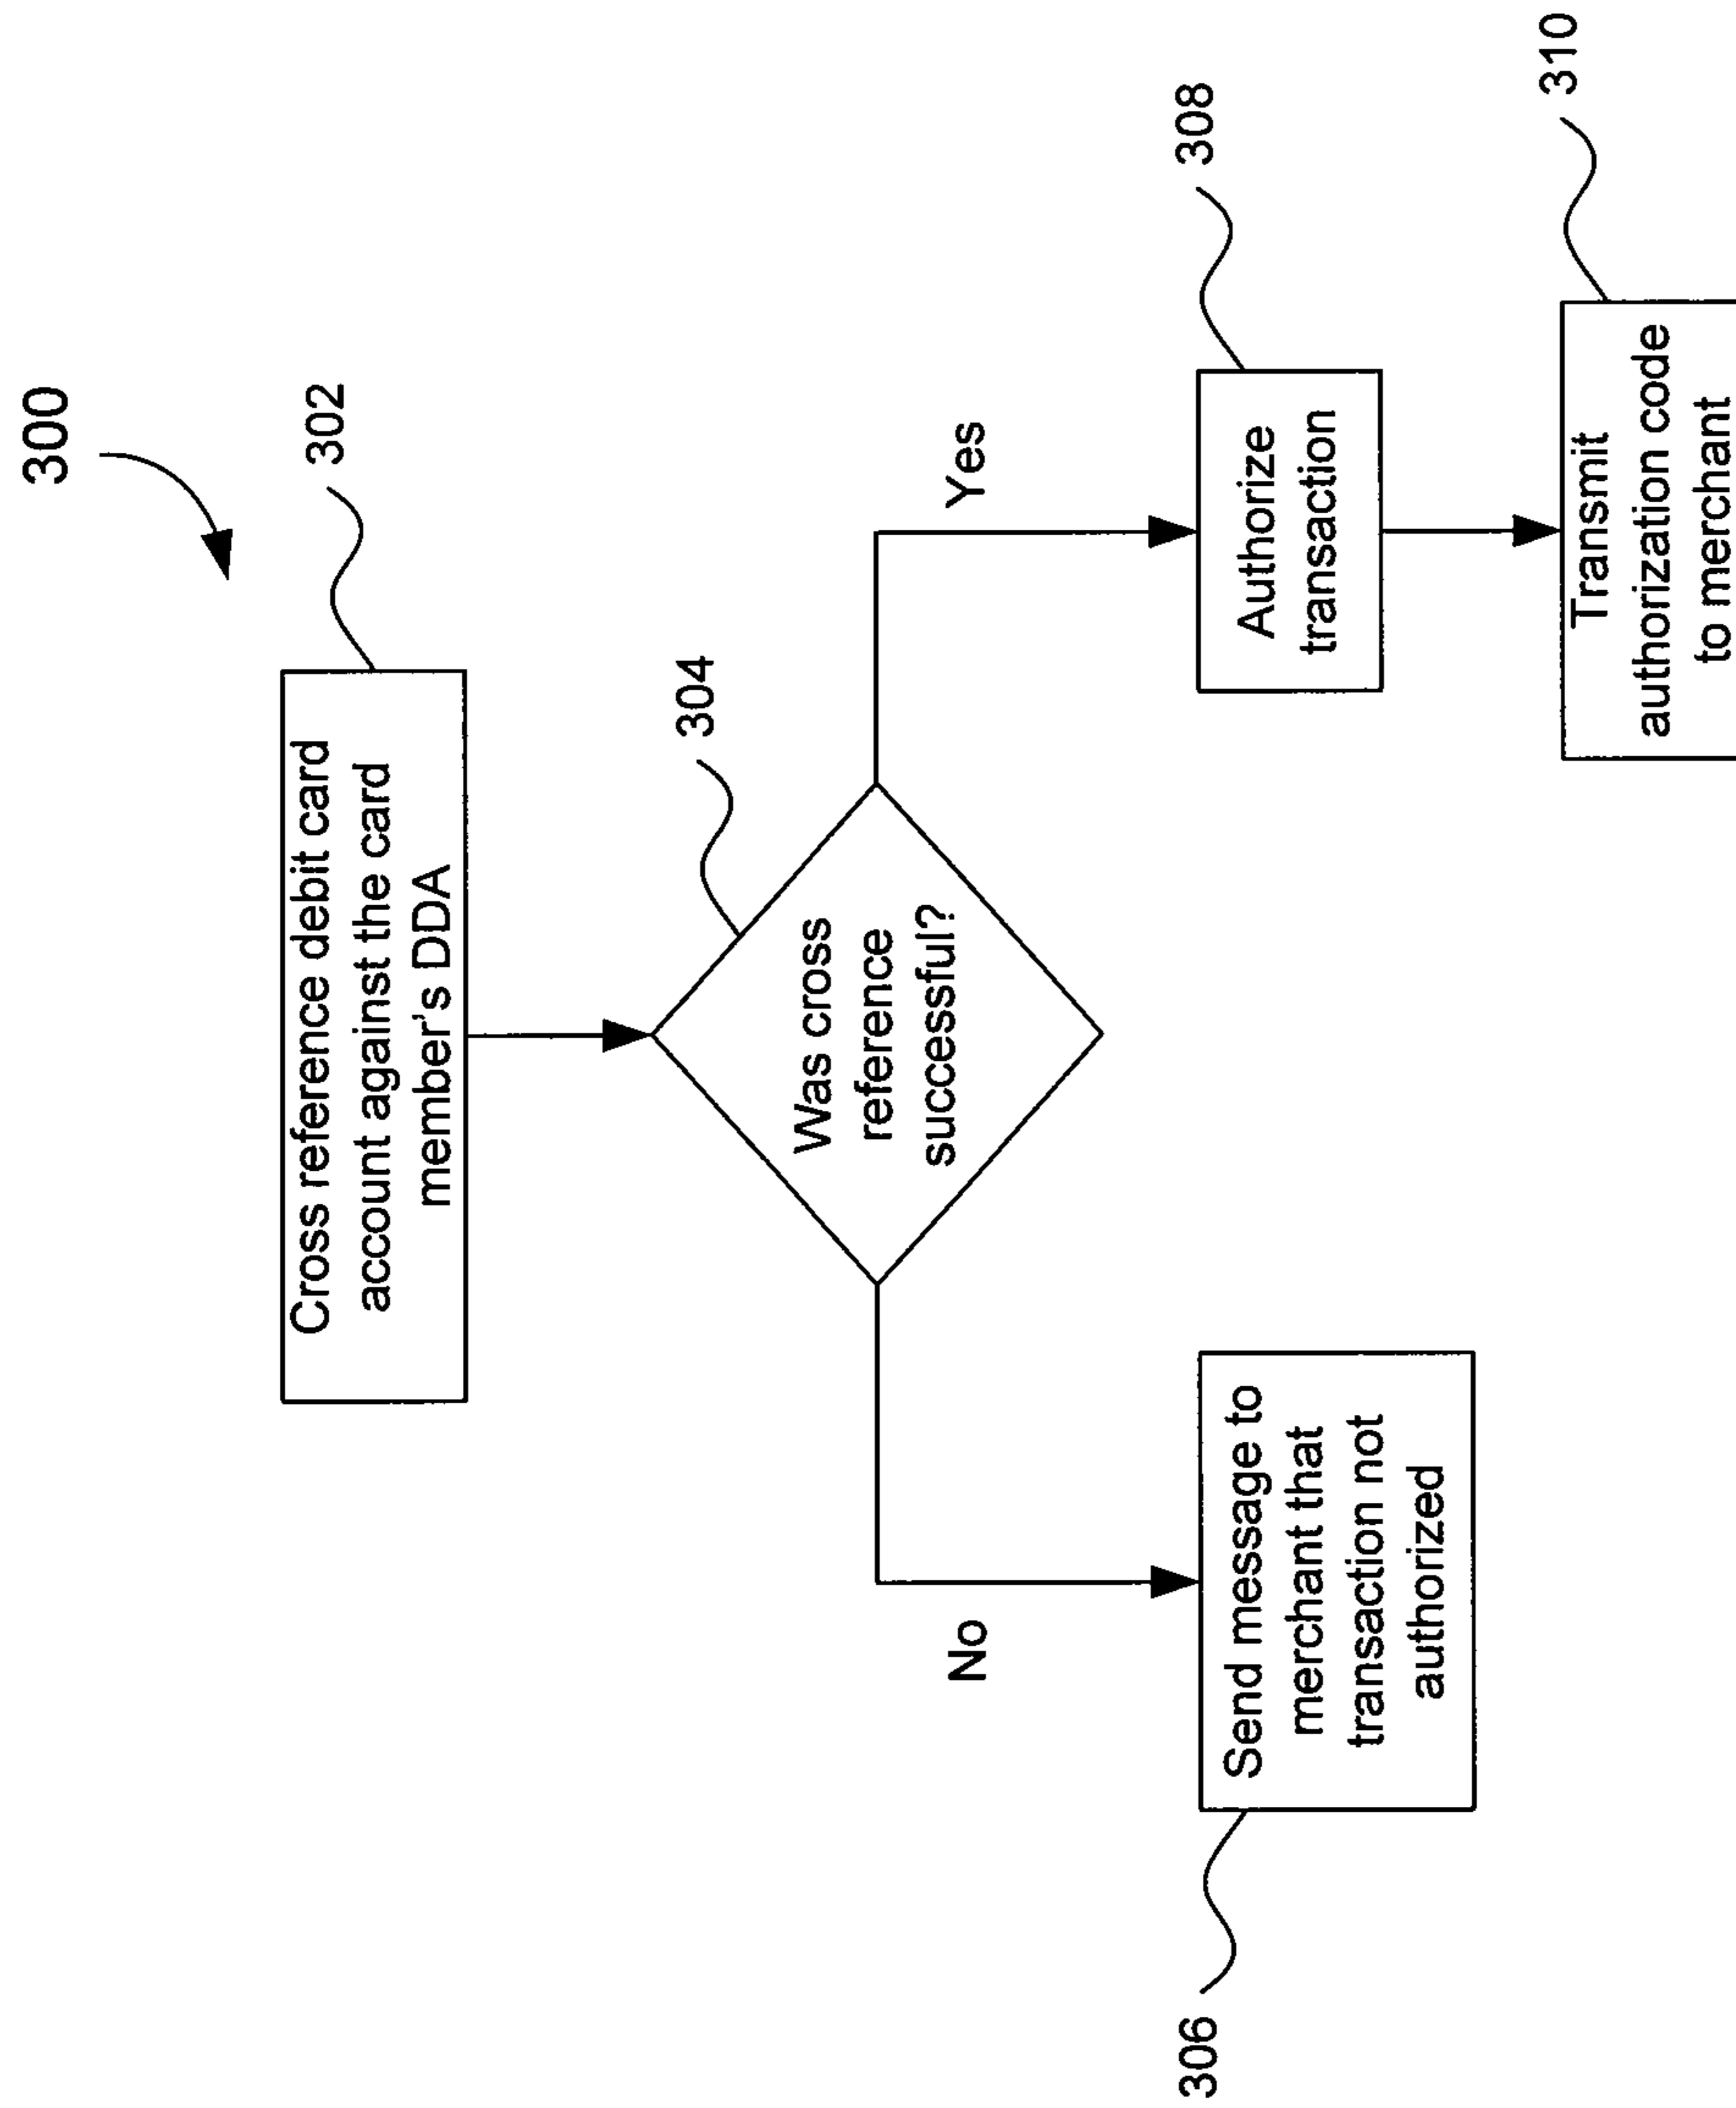 300
302
Cross reference debit card
account against the card
member's DDA
304
Was cross
reference
successful?
No
Yes
306
Send message to
merchant that
transaction not
authorized
308
Authorize
transaction
310
Transmit
authorization code
to merchant